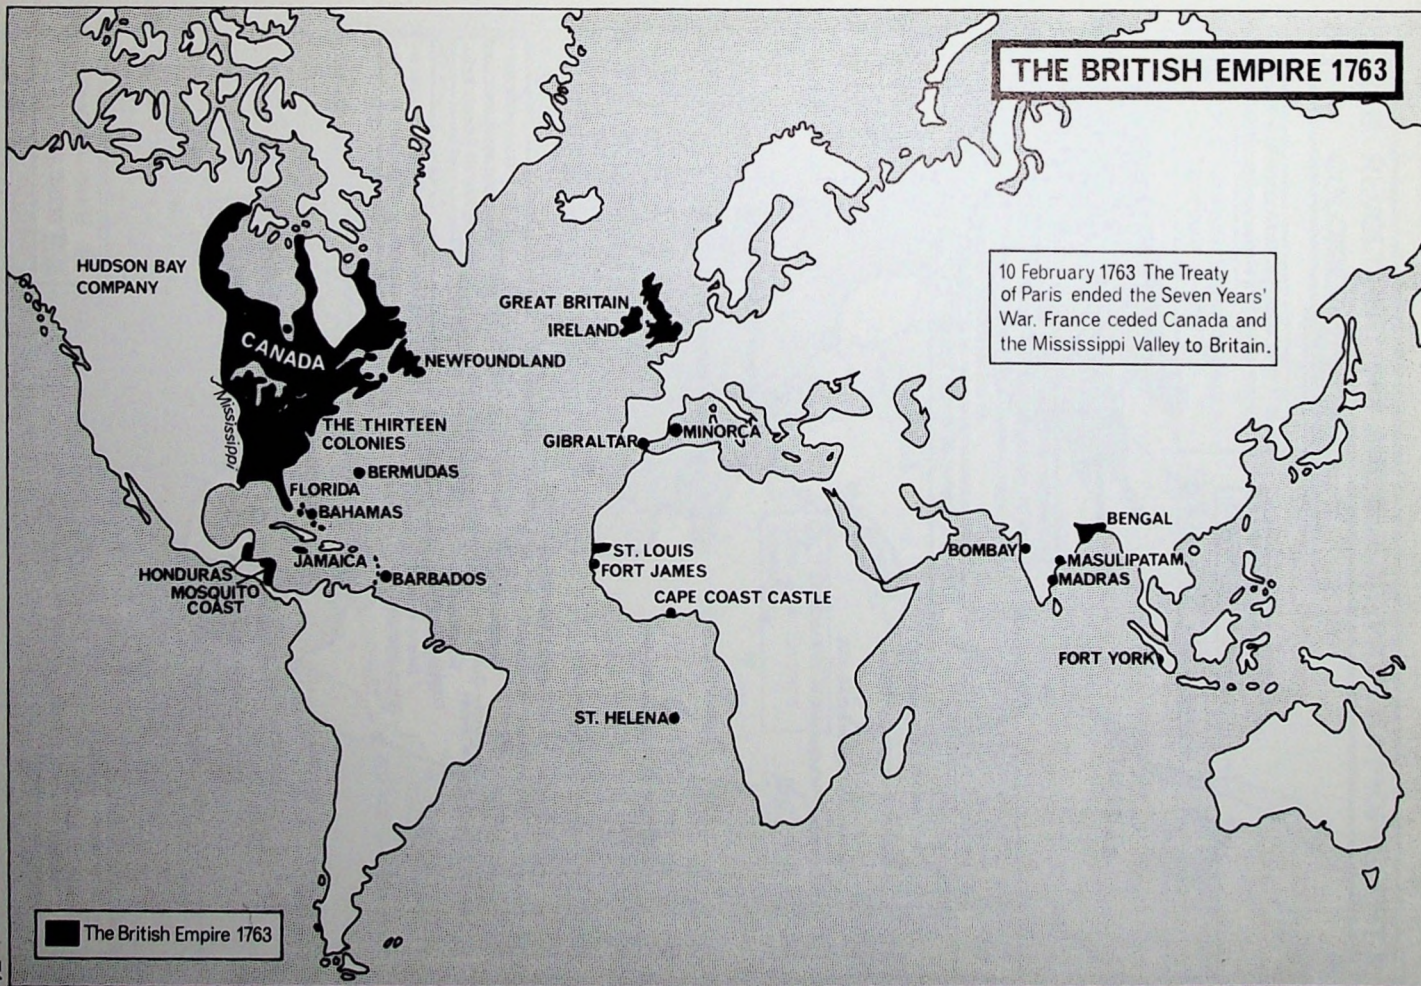 THE BRITISH EMPIRE 1763
10 February 1763 The Treaty
of Paris ended the Seven Years'
War. France ceded Canada and
the Mississippi Valley to Britain.
HUDSON BAY
COMPANY
CANADA
NEWFOUNDLAND
Mississippi
THE THIRTEEN
COLONIES
BERMUDAS
FLORIDA
BAHAMAS
JAMAICA
HONDURAS
MOSQUITO
COAST
BARBADOS
GREAT BRITAIN
IRELAND
GIBRALTAR
MINORCA
ST. LOUIS
FORT JAMES
CAPE COAST CASTLE
ST. HELENA
BENGAL
BOMBAY
MASULIPATAM
MADRAS
FORT YORK
The British Empire 1763